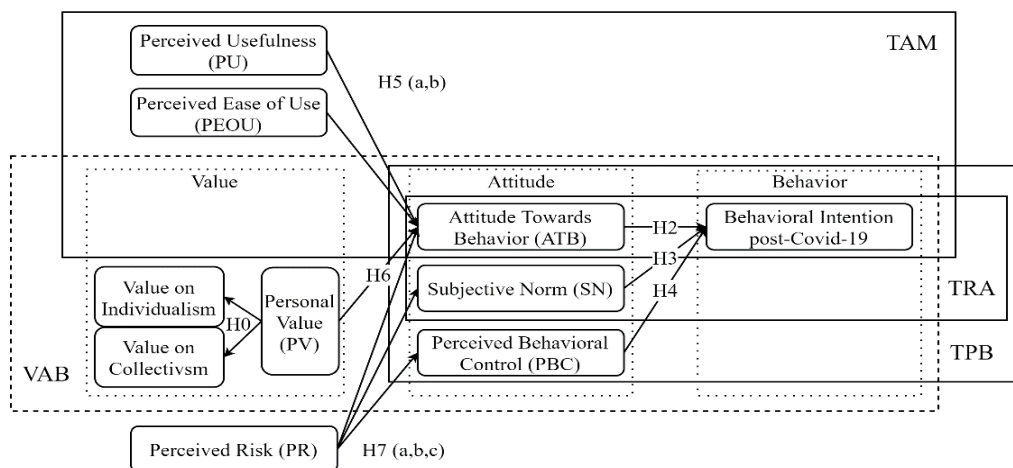 Perceived Usefulness
(PU)
TAM
H5 (a,b)
Perceived Ease of Use
(PEOU)
Value
Attitude
Behavior
Attitude Towards
Behavior (ATB)
H2
Behavioral Intention
post-Covid-19
H3
H6
Value on
Individualism
Personal
Value
(PV)
Subjective Norm (SN)
H4
TRA
H0
Value on
Collectivsm
Perceived Behavioral
Control (PBC)
TPB
VAB
Perceived Risk (PR)
H7 (a,b,c)